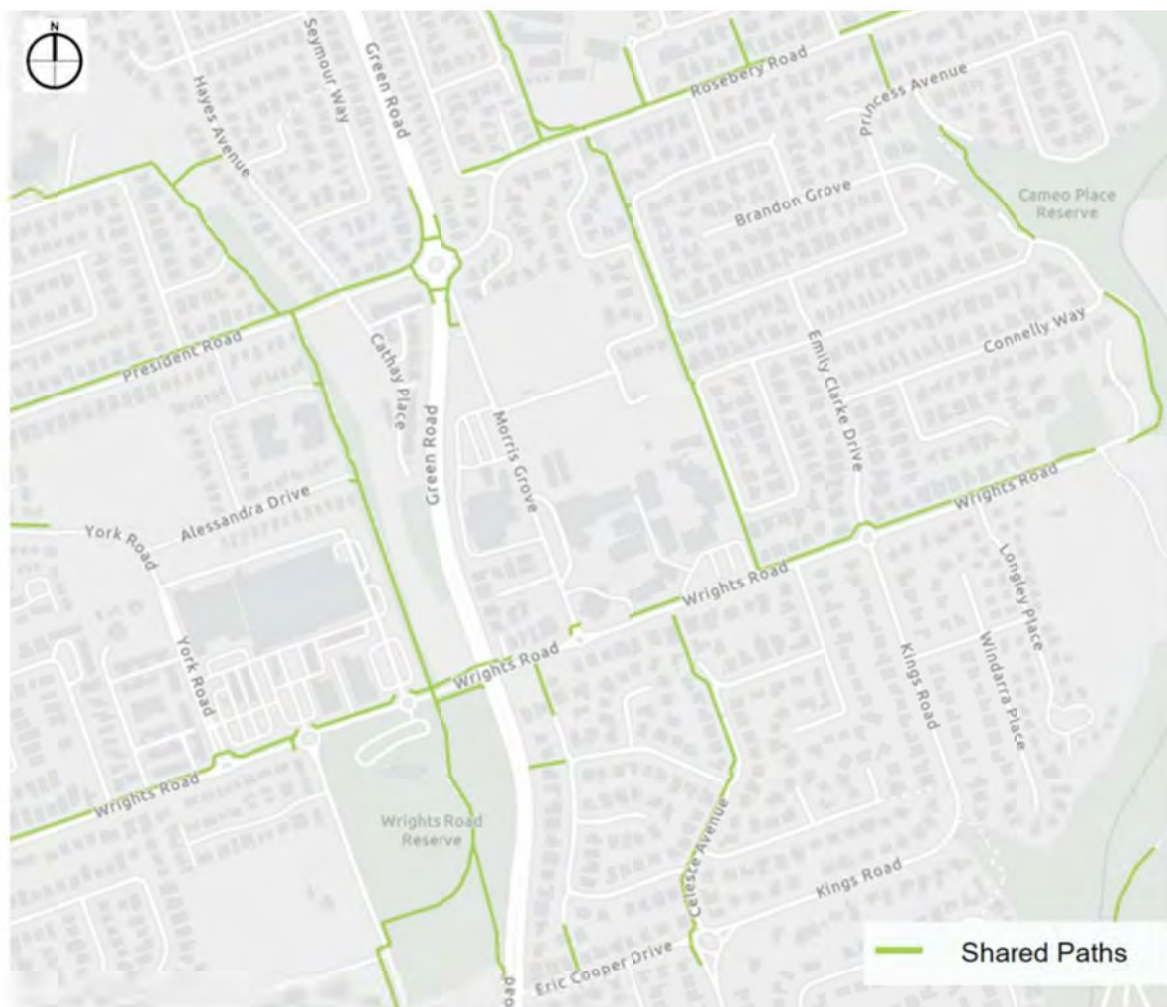 N
Seymour Way
Green Road
Hayes Avenue
Rosebery Road
Princess Avenue
Brandon Grove
Cameo Place
Reserve
President Road
Cathay Place
Connelly Way
Emily Clarke Drive
Green Road
Morris Grove
Alessandra Drive
York Road
Wrights Road
Wrights Road
Longley Place
York Road
Wrights Road
Kings Road
Windarra Place
Wrights Road
Wrights Road
Reserve
Celeste Avenue
Kings Road
Eric Cooper Drive
Shared Paths